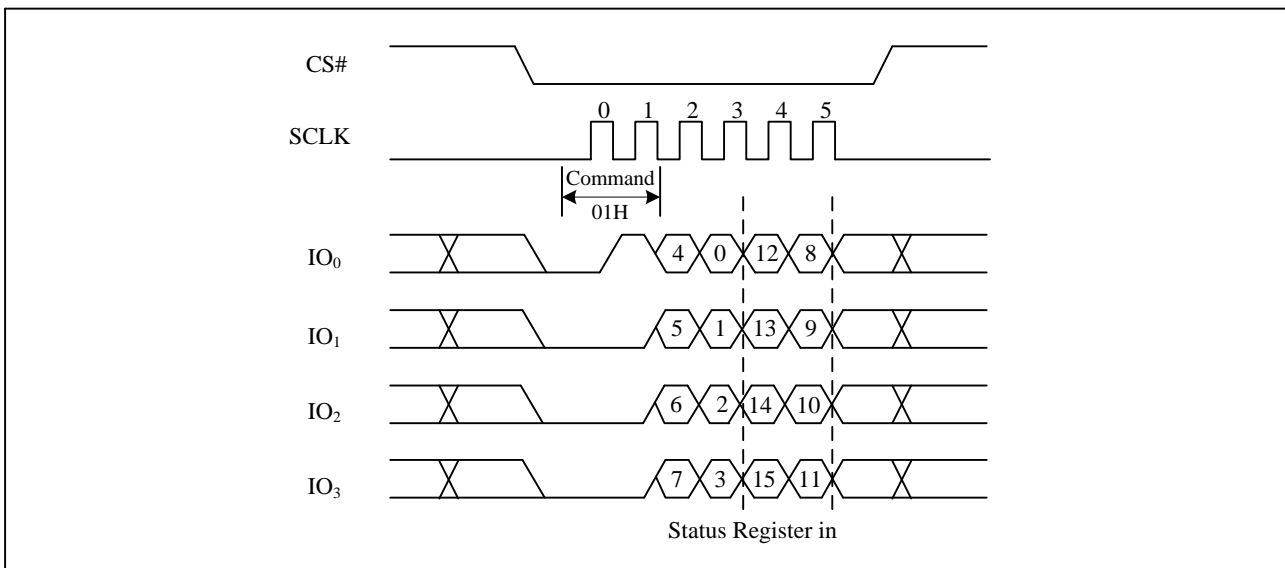 CS#
0 1 2 3 4 5
SCLK
Command
01H
IO0 4 0 12 8
IO1 5 1 13 9
IO2 6 2 14 10
IO3 7 3 15 11
Status Register in